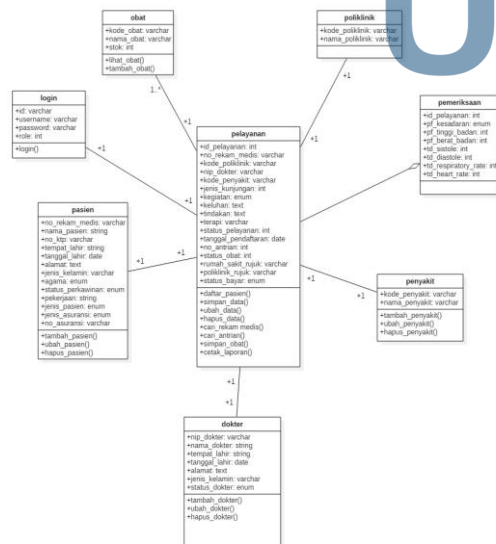 obat
+kode_obat: varchar
+nama_obat: varchar
+stok: int
+lihat_obat()
+tambah_obat()
poliklinik
+kode_poliklinik: varchar
+nama_poliklinik: varchar
login
+id: varchar
+username: varchar
+password: varchar
+role: int
+login()
pemeriksaan
+id_pelayanan: int
+pf_kesadaran: enum
+pf_tinggi_badan: int
+pf_berat_badan: int
+td_sistole: int
+td_diastole: int
+td_respiratory_rate: int
+td_heart_rate: int
pelayanan
+id_pelayanan: int
+no_rekam_medis: varchar
+kode_poliklinik: varchar
+nip_dokter: varchar
+kode_penyakit: varchar
+jenis_kunjungan: int
+kegiatan: enum
+keluhan: text
+tindakan: text
+terapi: varchar
+status_pelayanan: int
+tanggal_pendaftaran: date
+no_antrian: int
+status_obat: int
+rumah_sakit_rujuk: varchar
+poliklinik_rujuk: varchar
+status_bayar: enum
+daftar_pasien()
+simpan_data()
+ubah_data()
+hapus_data()
+cari_rekam medis()
+cari_antrian()
+simpan_obat()
+cetak_laporan()
pasien
+no_rekam_medis: varchar
+nama_pasien: string
+no_ktp: varchar
+tempat_lahir: string
+tanggal_lahir: date
+alamat: text
+jenis_kelamin: varchar
+agama: enum
+status_perkawinan: enum
+pekerjaan: string
+jenis_pasien: enum
+jenis_asuransi: enum
+no_asuransi: varchar
+tambah_pasien()
+ubah_pasien()
+hapus_pasien()
penyakit
+kode_penyakit: varchar
+nama_penyakit: varchar
+tambah_penyakit()
+ubah_penyakit()
+hapus_penyakit()
dokter
+nip_dokter: varchar
+nama_dokter: string
+tempat_lahir: string
+tanggal_lahir: date
+alamat: text
+jenis_kelamin: varchar
+status_dokter: enum
+tambah_dokter()
+ubah_dokter()
+hapus_dokter()
1..*
+1
+1
+1
+1
+1
+1
+1
+1
+1
+1
+1
+1